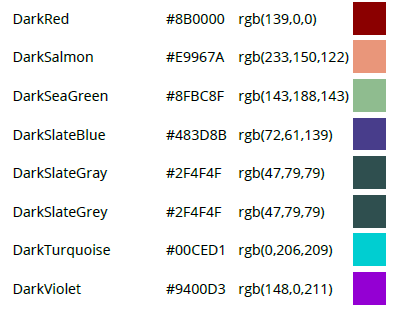 DarkRed #8B0000 rgb(139,0,0)
DarkSalmon #E9967A rgb(233,150,122)
DarkSeaGreen #8FBC8F rgb(143,188,143)
DarkSlateBlue #483D8B rgb(72,61,139)
DarkSlateGray #2F4F4F rgb(47,79,79)
DarkSlateGrey #2F4F4F rgb(47,79,79)
DarkTurquoise #00CED1 rgb(0,206,209)
DarkViolet #9400D3 rgb(148,0,211)